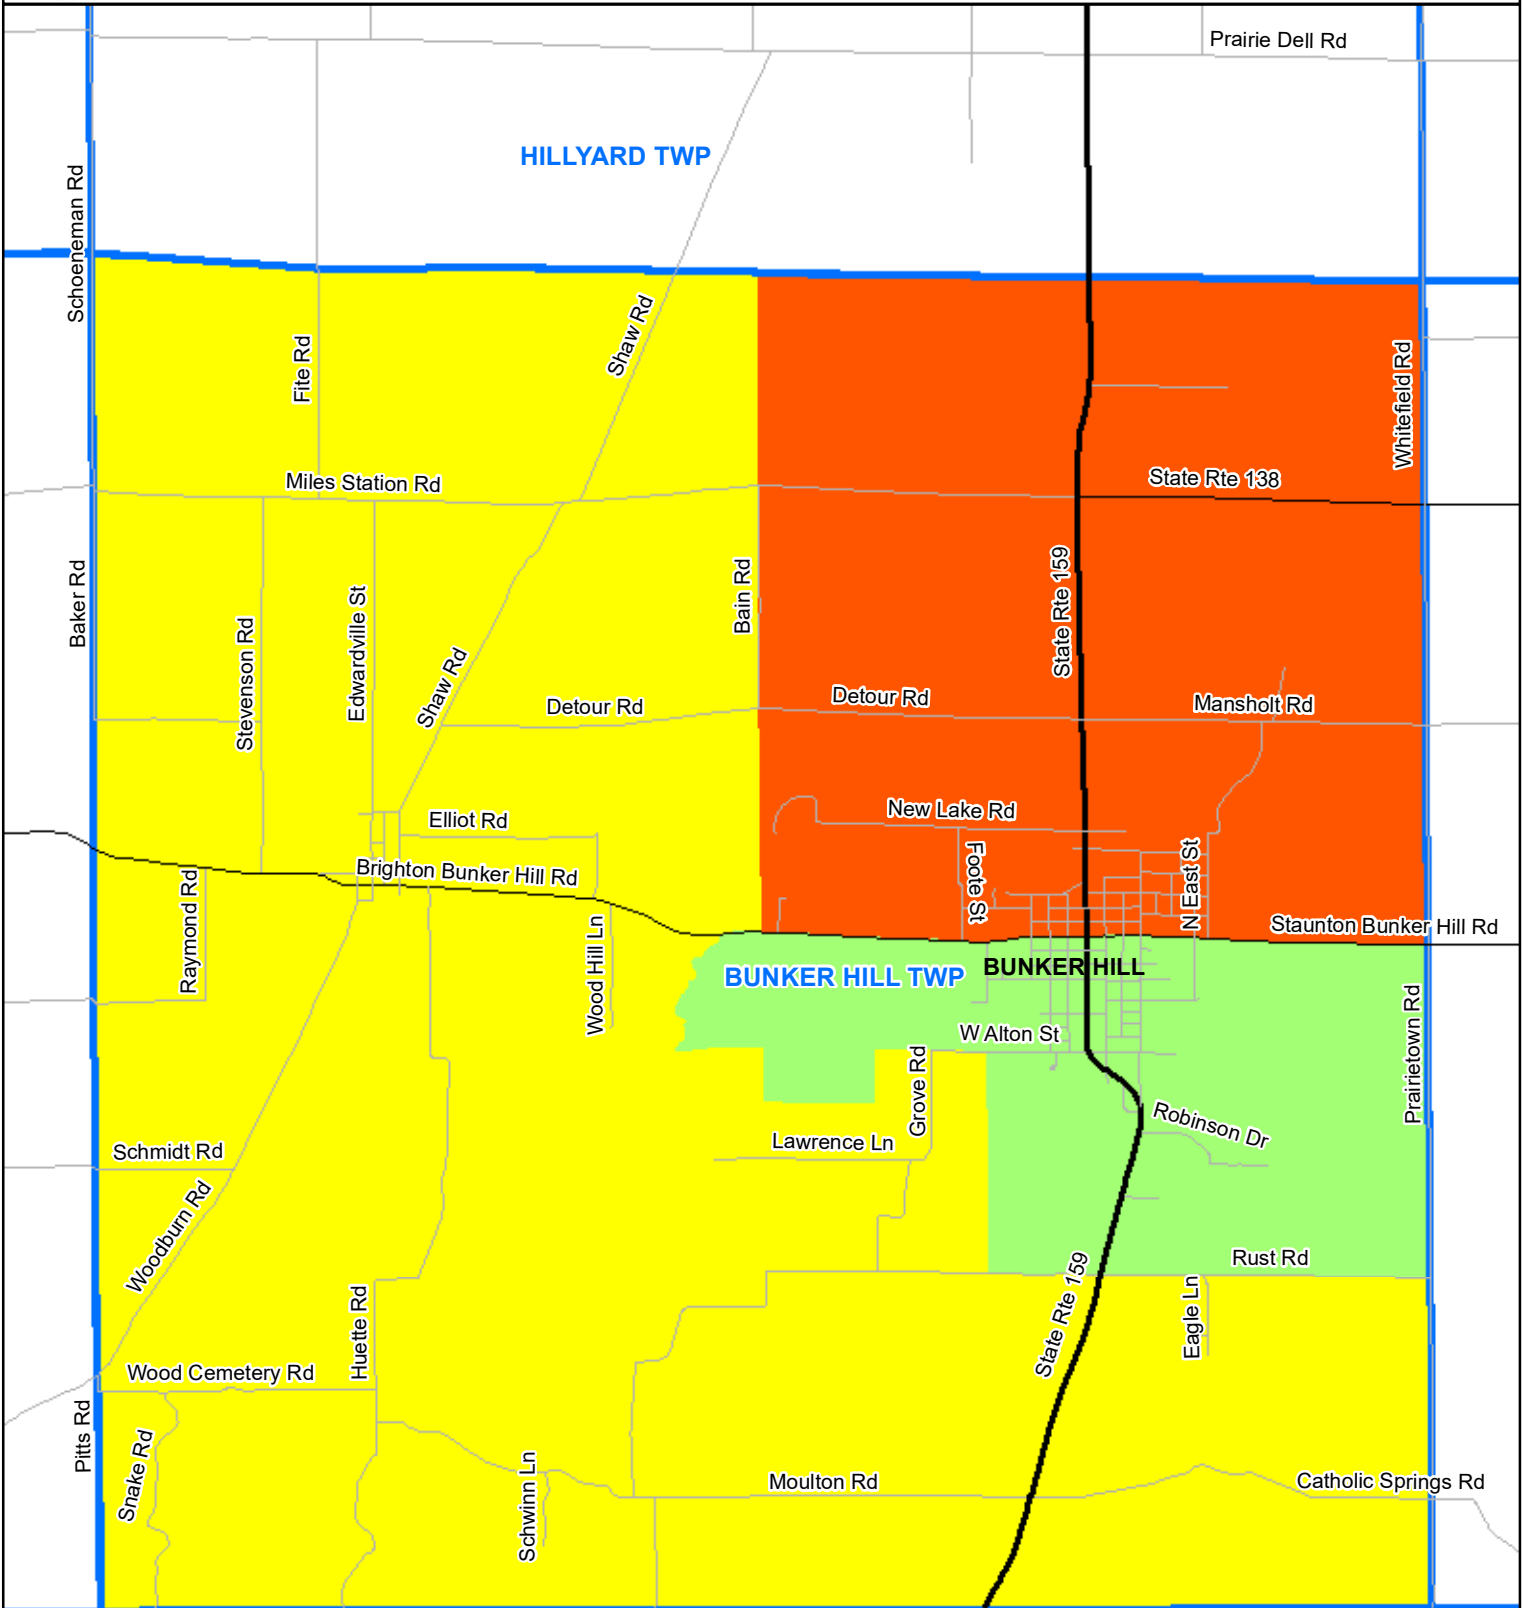 Prairie Dell Rd
HILLYARD TWP
Schoeneman Rd
Shaw Rd
Fite Rd
Whitefield Rd
Miles Station Rd
State Rte 138
Baker Rd
Bain Rd
State Rte 159
Edwardville St
Stevenson Rd
Shaw Rd
Detour Rd
Detour Rd
Mansholt Rd
New Lake Rd
Elliot Rd
Foote St
N East St
Brighton Bunker Hill Rd
Raymond Rd
Wood Hill Ln
Staunton Bunker Hill Rd
BUNKER HILL TWP
BUNKER HILL
W Alton St
Prairietown Rd
Grove Rd
Robinson Dr
Lawrence Ln
Schmidt Rd
Woodburn Rd
Rust Rd
State Rte 159
Eagle Ln
Huette Rd
Wood Cemetery Rd
Pitts Rd
Snake Rd
Schwinn Ln
Moulton Rd
Catholic Springs Rd